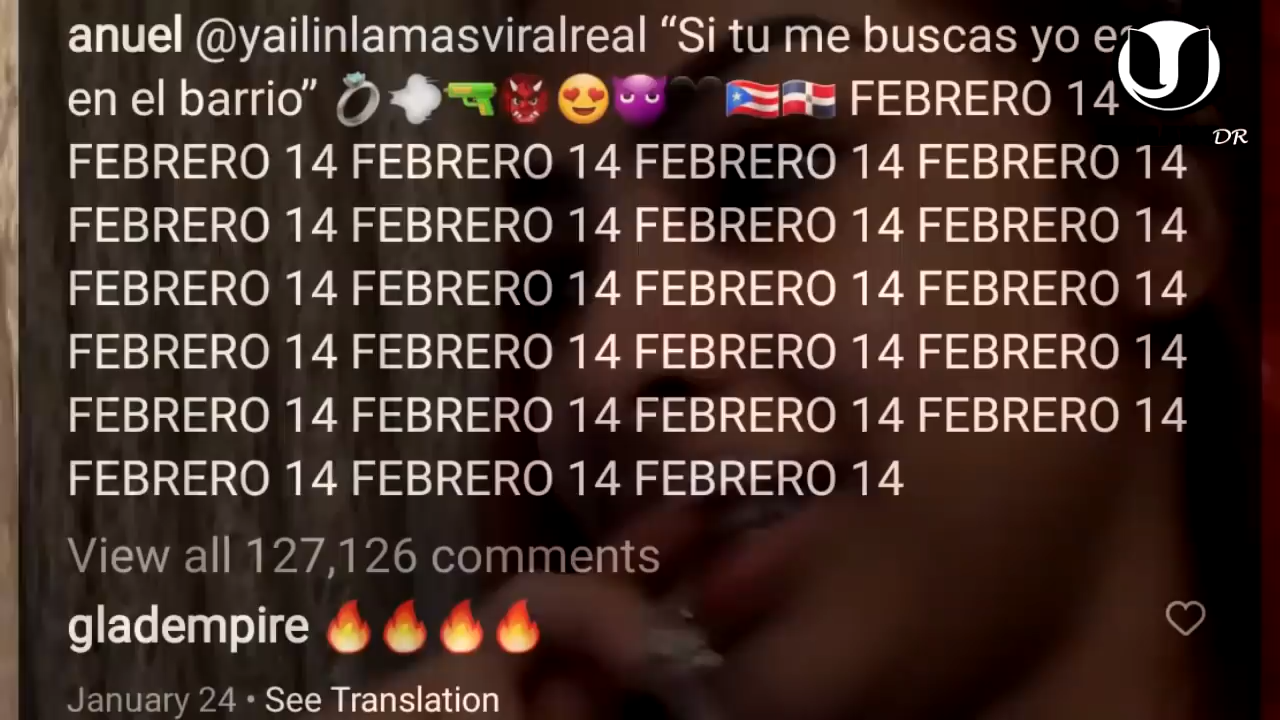 anuel @yailinlamasviralreal “Si tu me buscas yo
en el barrio” 💍💨🔫👹😍😈🖤🇵🇷🇩🇴 FEBRERO 14
DR
FEBRERO 14 FEBRERO 14 FEBRERO 14 FEBRERO 14
FEBRERO 14 FEBRERO 14 FEBRERO 14 FEBRERO 14
FEBRERO 14 FEBRERO 14 FEBRERO 14 FEBRERO 14
FEBRERO 14 FEBRERO 14 FEBRERO 14 FEBRERO 14
FEBRERO 14 FEBRERO 14 FEBRERO 14 FEBRERO 14
FEBRERO 14 FEBRERO 14 FEBRERO 14
View all 127,126 comments
gladempire 🔥🔥🔥🔥
January 24 • See Translation